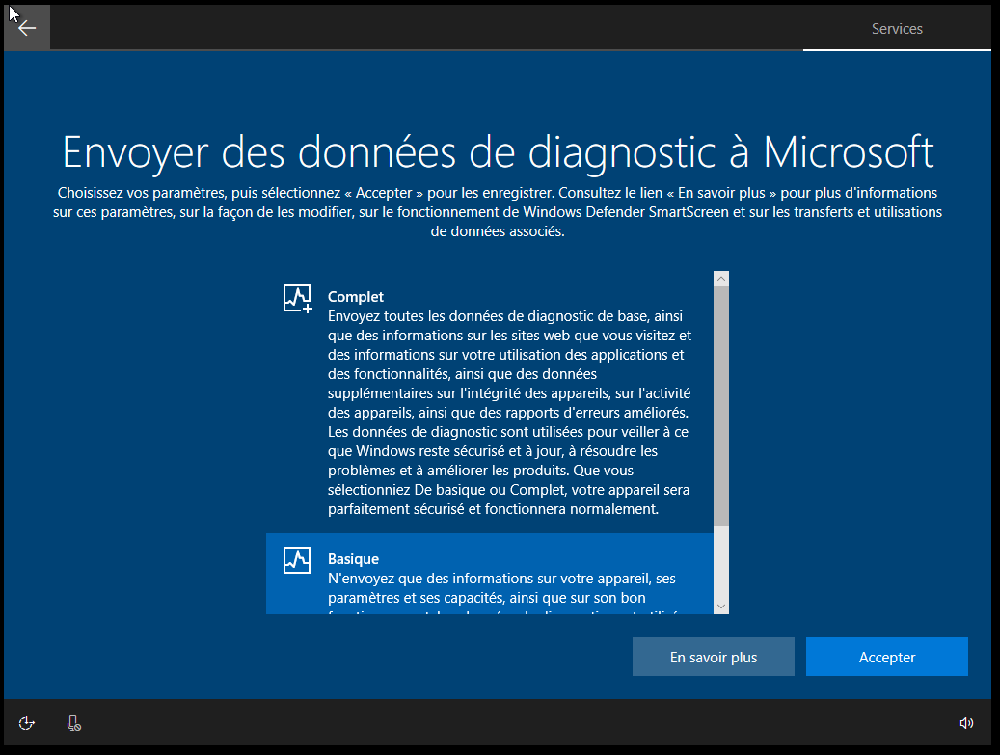 Services
Envoyer des données de diagnostic à Microsoft
Choisissez vos paramètres, puis sélectionnez « Accepter » pour les enregistrer. Consultez le lien « En savoir plus » pour plus d'informations
sur ces paramètres, sur la façon de les modifier, sur le fonctionnement de Windows Defender SmartScreen et sur les transferts et utilisations
de données associés.
Complet
Envoyez toutes les données de diagnostic de base, ainsi
que des informations sur les sites web que vous visitez et
des informations sur votre utilisation des applications et
des fonctionnalités, ainsi que des données
supplémentaires sur l'intégrité des appareils, sur l'activité
des appareils, ainsi que des rapports d'erreurs améliorés.
Les données de diagnostic sont utilisées pour veiller à ce
que Windows reste sécurisé et à jour, à résoudre les
problèmes et à améliorer les produits. Que vous
sélectionniez De basique ou Complet, votre appareil sera
parfaitement sécurisé et fonctionnera normalement.
Basique
N'envoyez que des informations sur votre appareil, ses
paramètres et ses capacités, ainsi que sur son bon
En savoir plus
Accepter